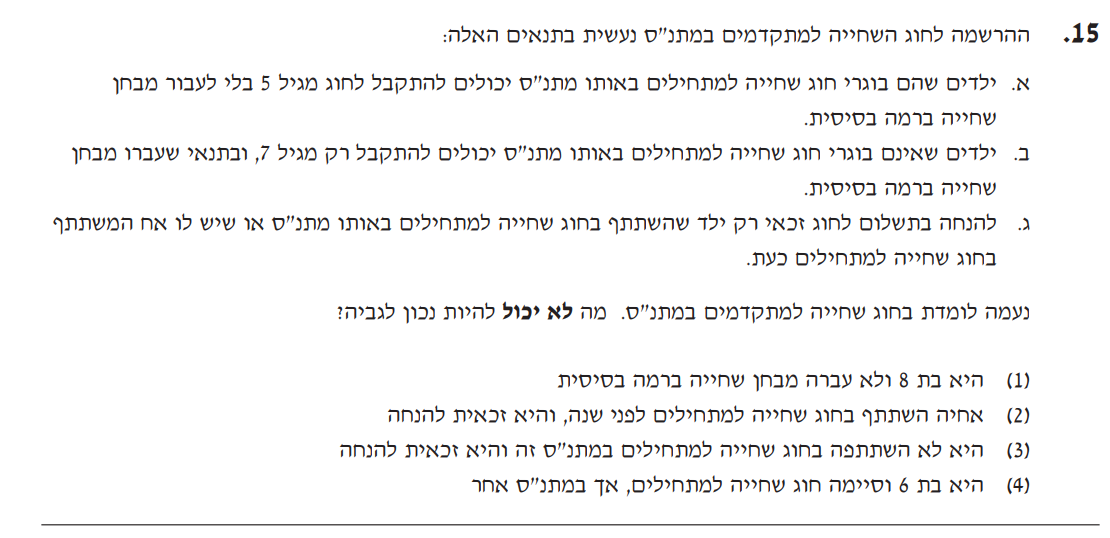 15. ההרשמה לחוג השחייה למתקדמים במתנ"ס נעשית בתנאים האלה:
א. ילדים שהם בוגרי חוג שחייה למתחילים באותו מתנ"ס יכולים להתקבל לחוג מגיל 5 בלי לעבור מבחן
שחייה ברמה בסיסית.
ב. ילדים שאינם בוגרי חוג שחייה למתחילים באותו מתנ"ס יכולים להתקבל רק מגיל 7, ובתנאי שעברו מבחן
שחייה ברמה בסיסית.
ג. להנחה בתשלום לחוג זכאי רק ילד שהשתתף בחוג שחייה למתחילים באותו מתנ"ס או שיש לו אח המשתתף
בחוג שחייה למתחילים כעת.
נעמה לומדת בחוג שחייה למתקדמים במתנ"ס. מה לא יכול להיות נכון לגביה?
(1) היא בת 8 ולא עברה מבחן שחייה ברמה בסיסית
(2) אחיה השתתף בחוג שחייה למתחילים לפני שנה, והיא זכאית להנחה
(3) היא לא השתתפה בחוג שחייה למתחילים במתנ"ס זה והיא זכאית להנחה
(4) היא בת 6 וסיימה חוג שחייה למתחילים, אך במתנ"ס אחר